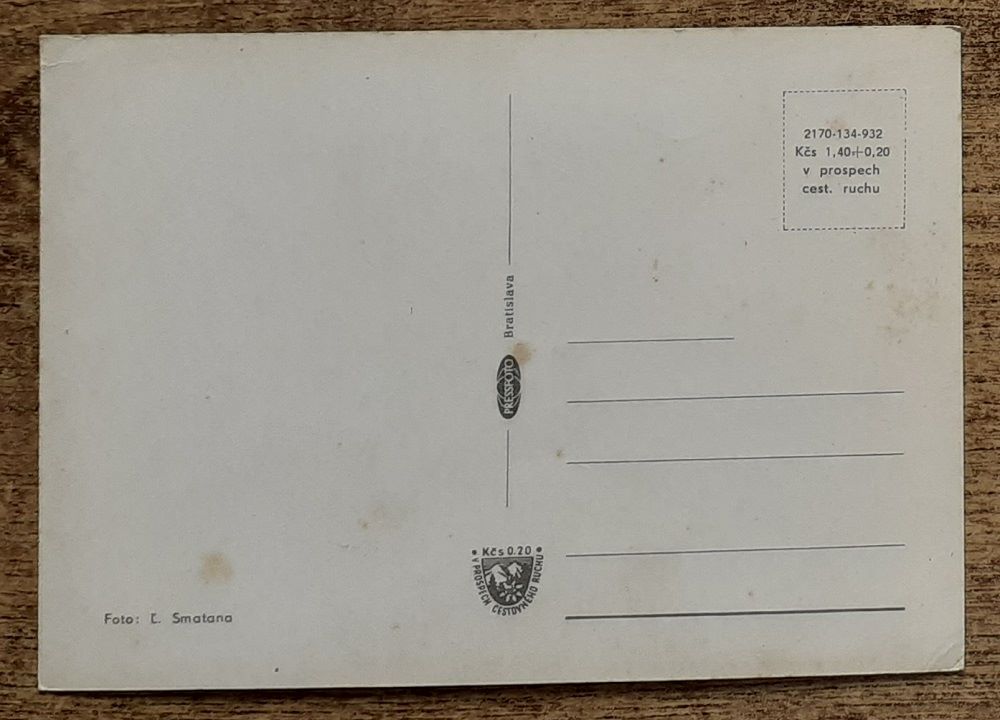 2170-134-932
Kčs 1,40+0,20
v prospech
cest. ruchu
Bratislava
PRESSFOTO
• Kčs 0.20 •
V PROSPECH CESTOVNÉHO RUCHU
Foto: Ľ. Smatana